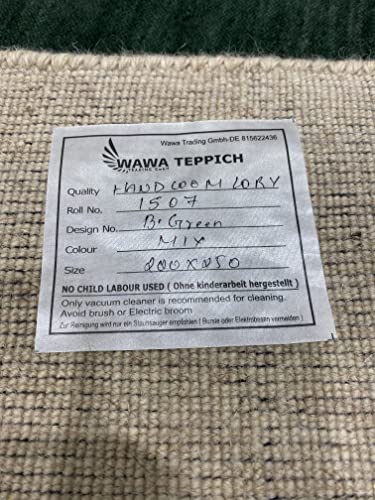 Wawa Trading Gmbh-DE 815622436
WAWA TEPPICH
TRADING GmbH
Quality HANDLOOM LORY
Roll No. 1507
Design No. B. Green
Colour MIX
Size 200X250
NO CHILD LABOUR USED ( Ohne kinderarbeit hergestellt )
Only vacuum cleaner is recommended for cleaning.
Avoid brush or Electric broom
Zur Reinigung wird nur ein Staubsauger empfohlen ( Burste oder Elektrobesen vermeiden )